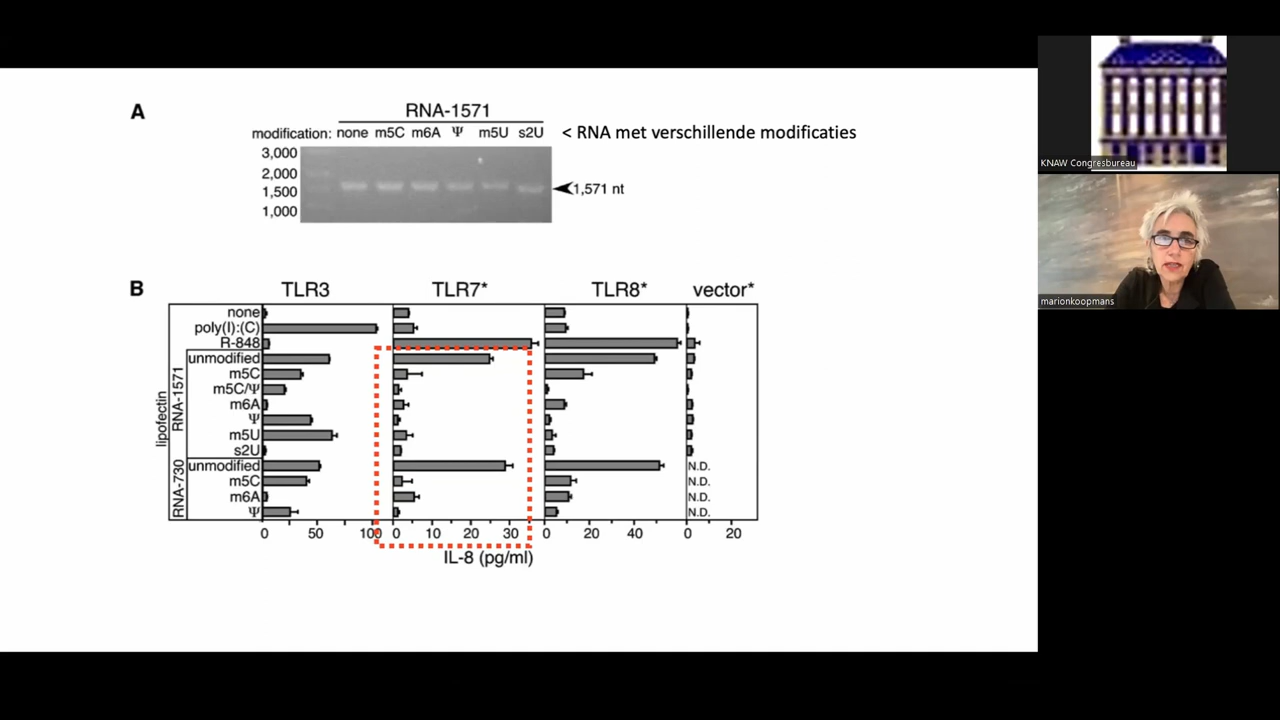 A
RNA-1571
modification: none m5C m6A Ψ m5U s2U
< RNA met verschillende modificaties
3,000
2,000
1,500
1,000
1,571 nt
B
TLR3 TLR7* TLR8* vector*
lipofectin
RNA-1571
RNA-730
none
poly(I):(C)
R-848
unmodified
m5C
m5C/Ψ
m6A
Ψ
m5U
s2U
unmodified N.D.
m5C N.D.
m6A N.D.
Ψ N.D.
0 50 100 0 10 20 30 0 20 40 0 20
IL-8 (pg/ml)
KNAW Congresbureau
marionkoopmans